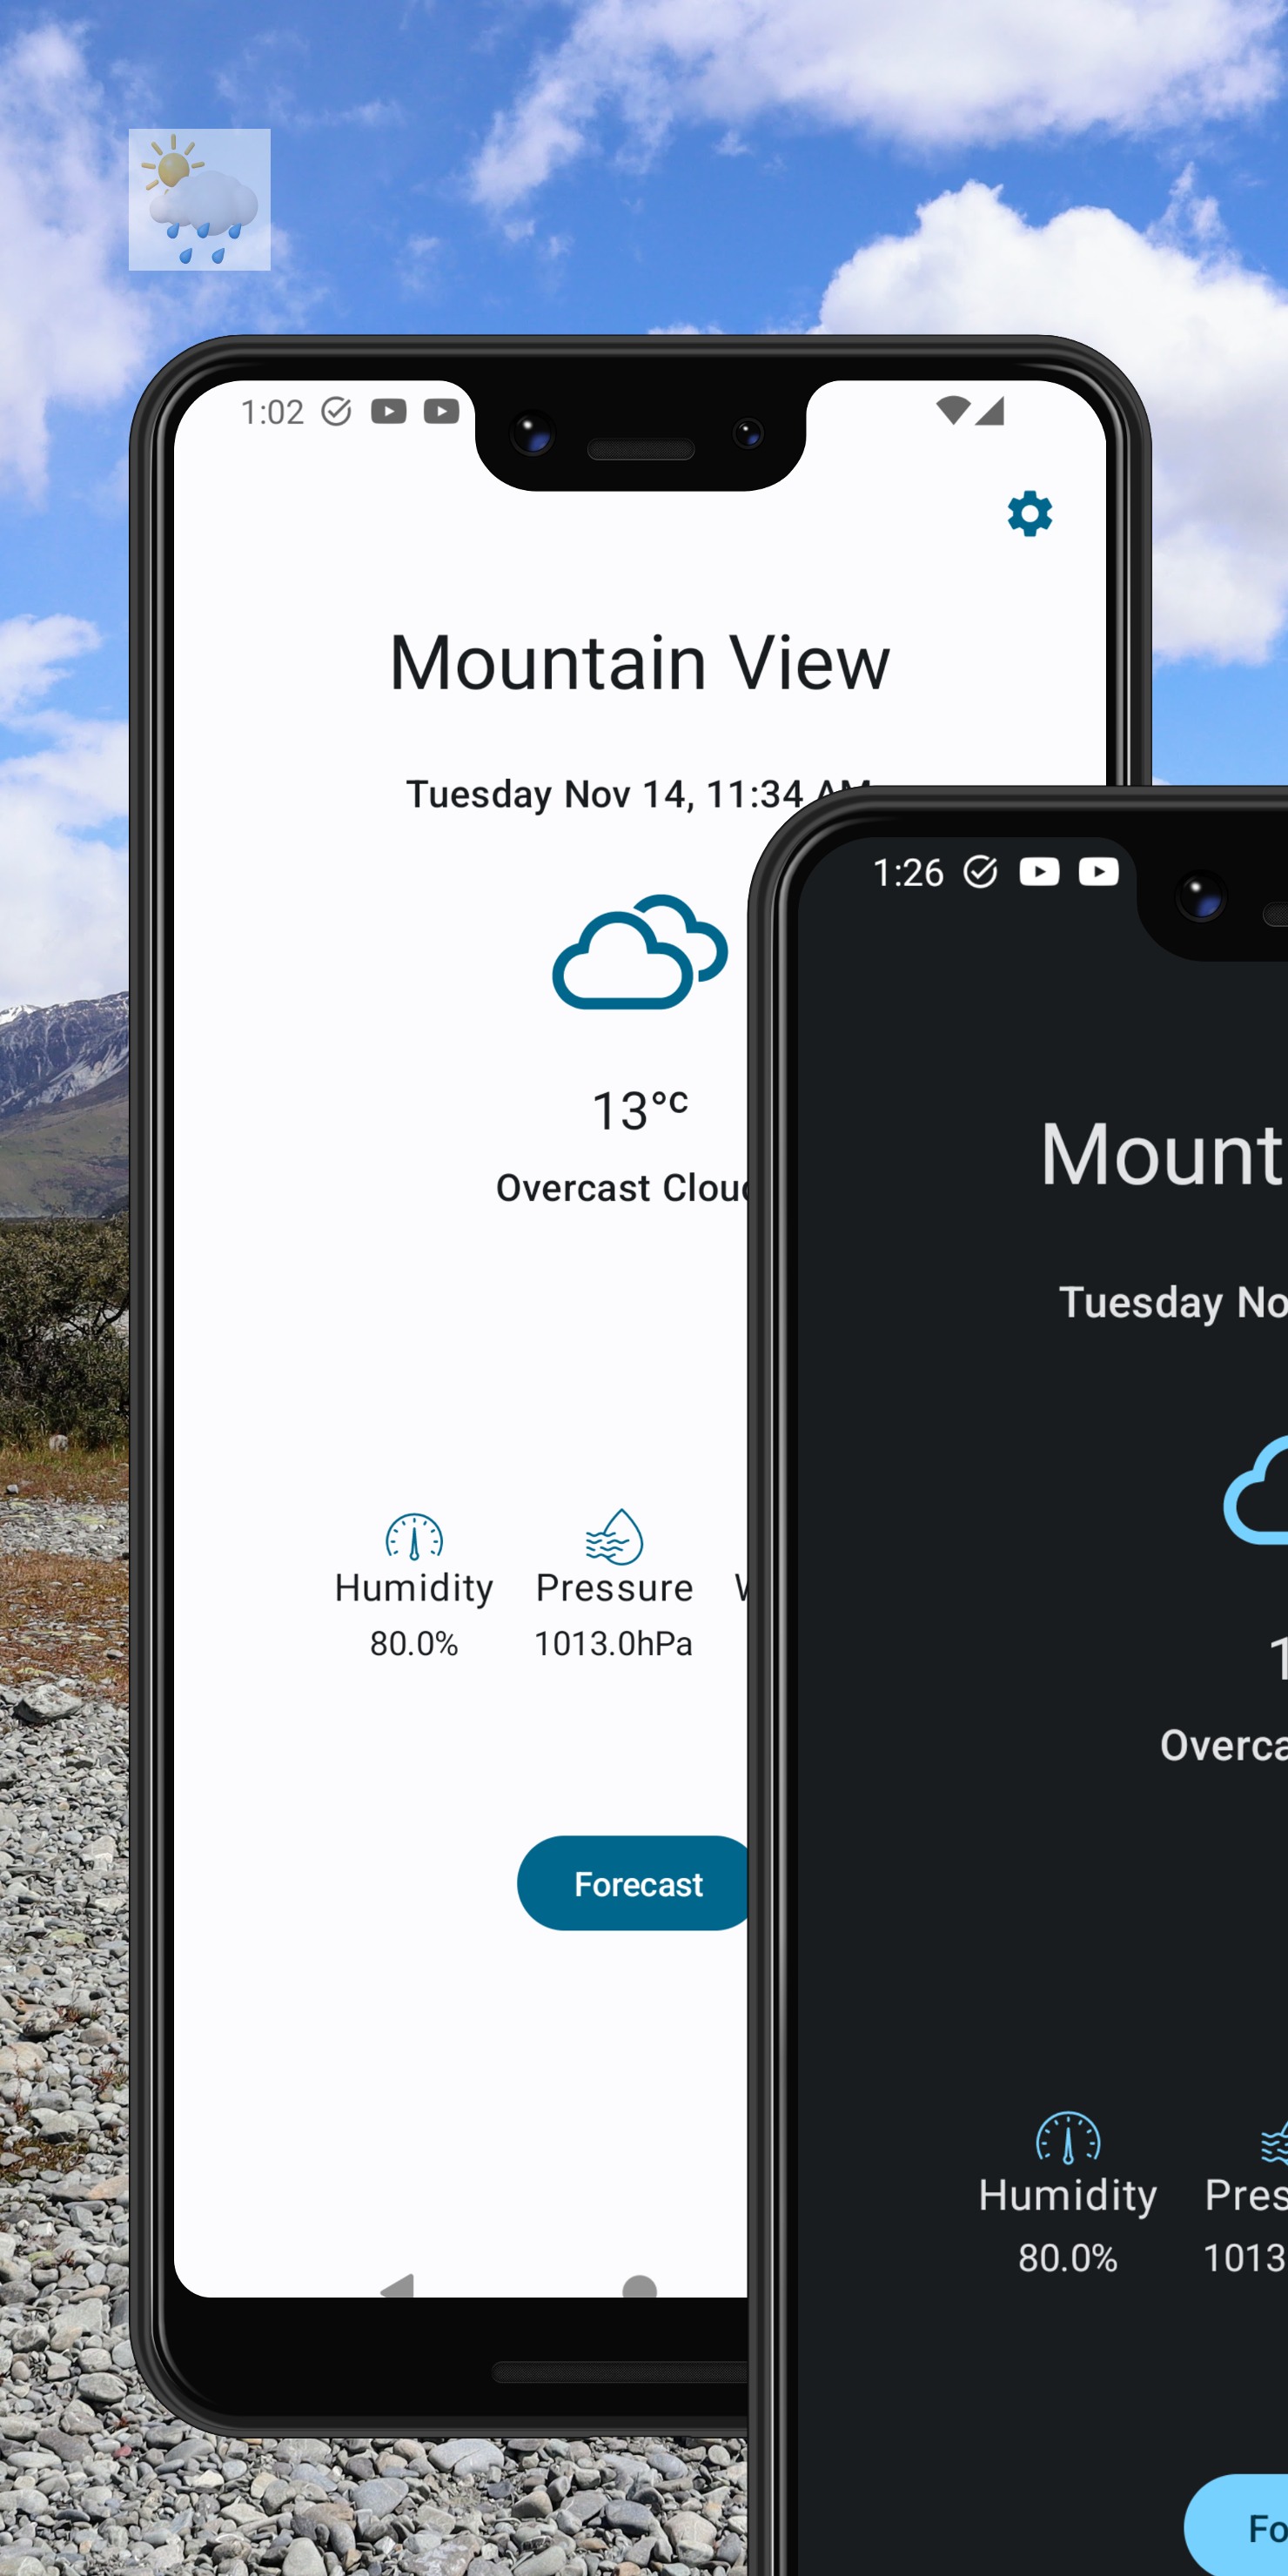 1:02
Mountain View
Tuesday Nov 14, 11:34 AM
13°C
Overcast
Humidity Pressure
80.0% 1013.0hPa
Forecast
1:26
Mount
Tuesday No
1
Overca
Humidity Pres
80.0% 1013
Fo